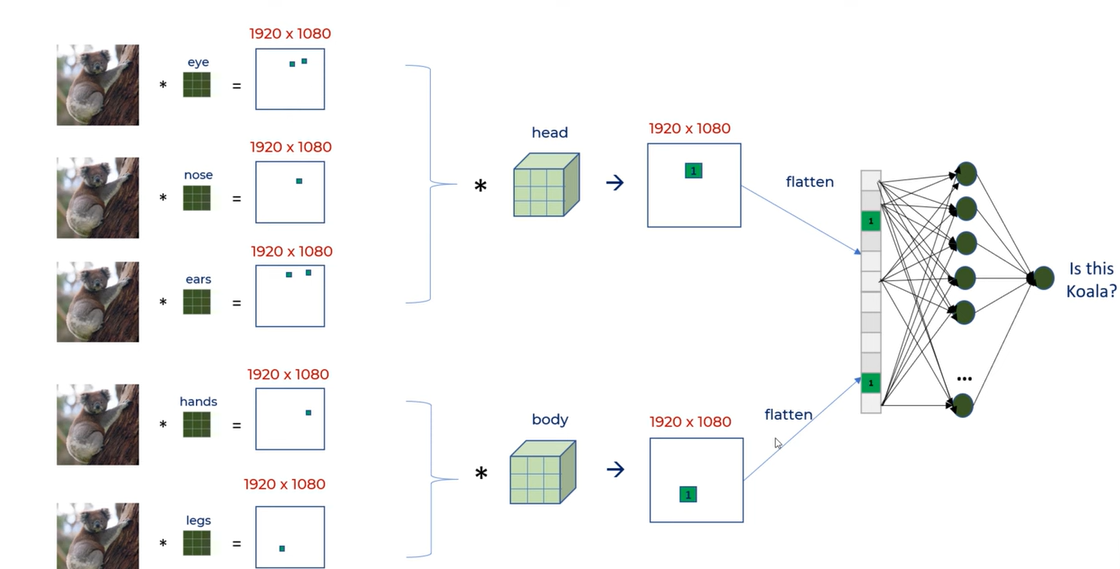 1920 x 1080
eye
*
=
1920 x 1080
nose
*
=
1920 x 1080
ears
*
=
head
*
→
1920 x 1080
1
flatten
1920 x 1080
hands
*
=
1920 x 1080
legs
*
=
body
*
→
1920 x 1080
1
flatten
1
1
...
Is this
Koala?